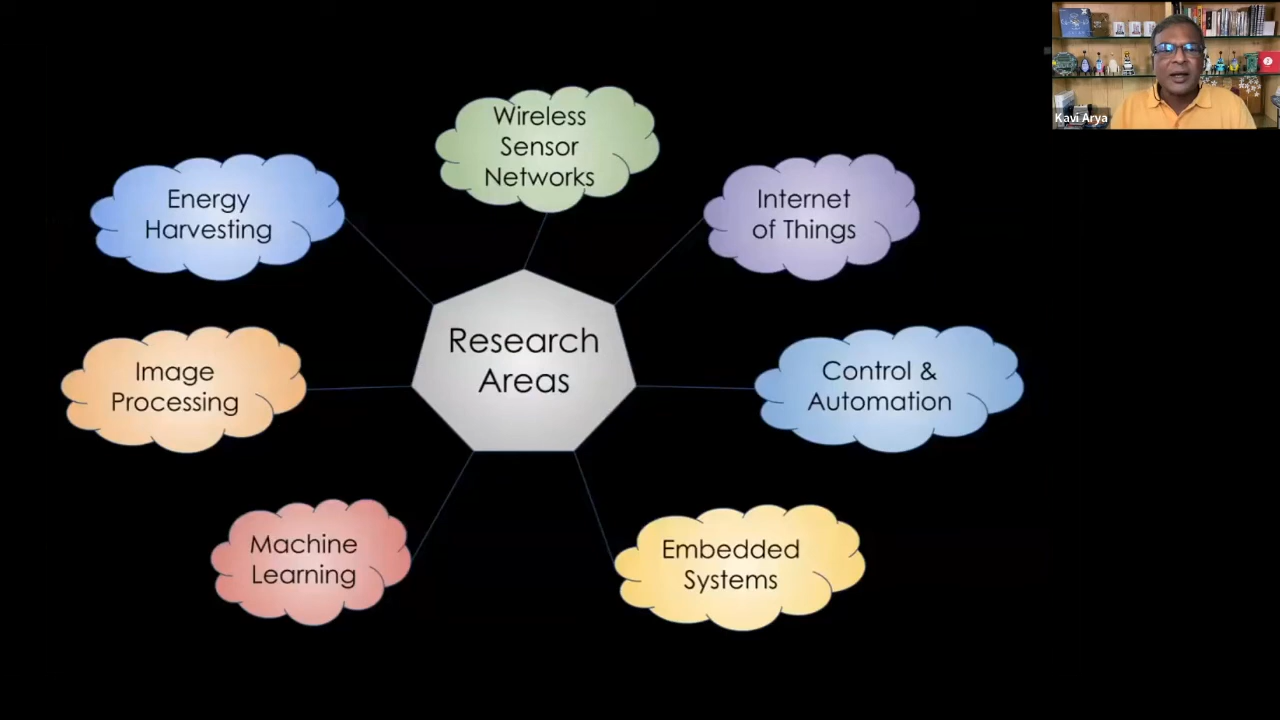 Wireless
Sensor
Networks
Energy
Harvesting
Internet
of Things
Research
Areas
Image
Processing
Control &
Automation
Machine
Learning
Embedded
Systems
Kavi Arya